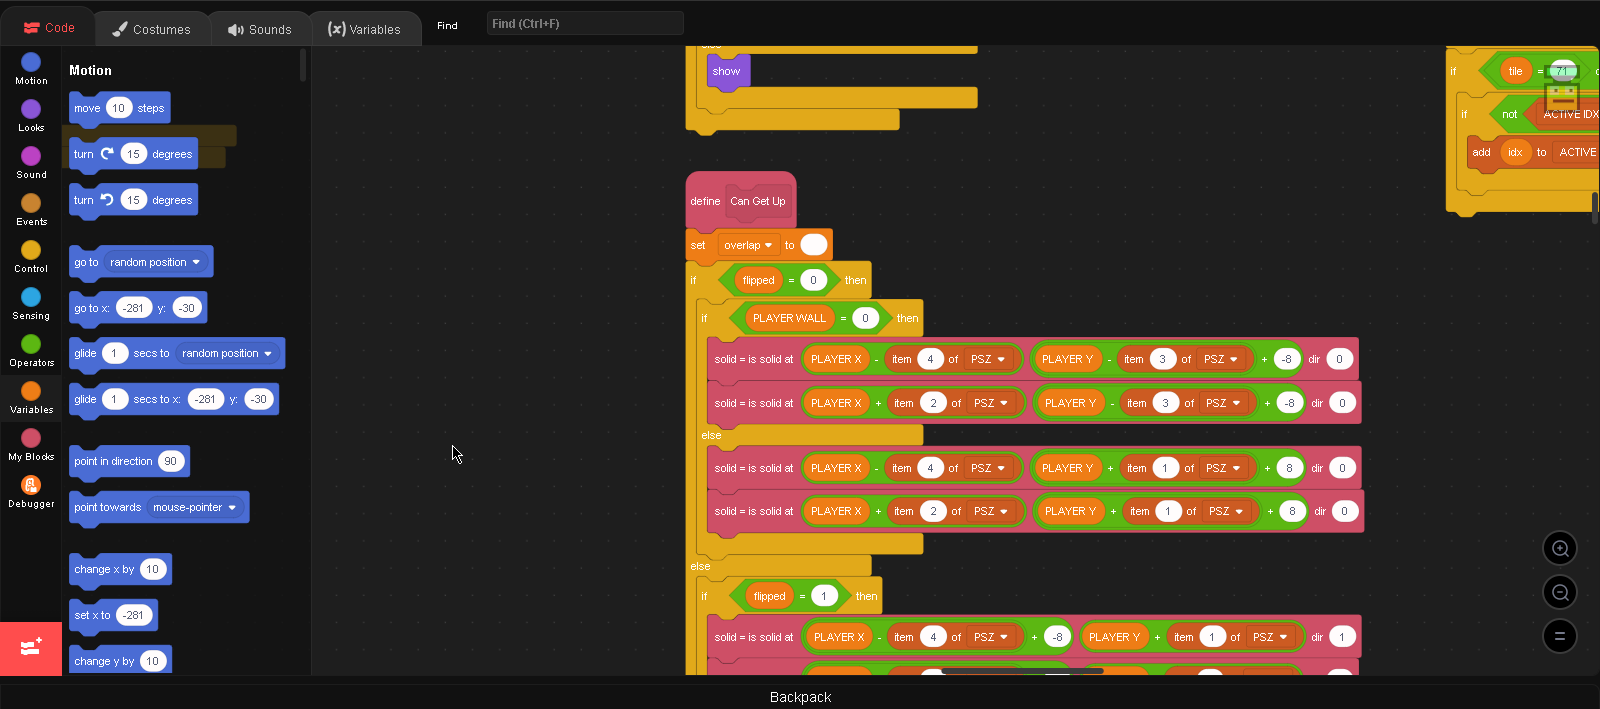 Code
Costumes
Sounds
(x) Variables
Find
Find (Ctrl+F)
Motion
Looks
Sound
Events
Control
Sensing
Operators
Variables
My Blocks
Debugger
Motion
move 10 steps
turn 15 degrees
turn 15 degrees
go to random position
go to x: -281 y: -30
glide 1 secs to random position
glide 1 secs to x: -281 y: -30
point in direction 90
point towards mouse-pointer
change x by 10
set x to -281
change y by 10
else
show
define Can Get Up
set overlap to
if flipped = 0 then
if PLAYER WALL = 0 then
solid = is solid at PLAYER X - item 4 of PSZ PLAYER Y - item 3 of PSZ + -8 dir 0
solid = is solid at PLAYER X + item 2 of PSZ PLAYER Y - item 3 of PSZ + -8 dir 0
else
solid = is solid at PLAYER X - item 4 of PSZ PLAYER Y + item 1 of PSZ + 8 dir 0
solid = is solid at PLAYER X + item 2 of PSZ PLAYER Y + item 1 of PSZ + 8 dir 0
else
if flipped = 1 then
solid = is solid at PLAYER X - item 4 of PSZ + -8 PLAYER Y + item 1 of PSZ dir 1
if tile = 71
if not ACTIVE IDX
add idx to ACTIVE
=
Backpack